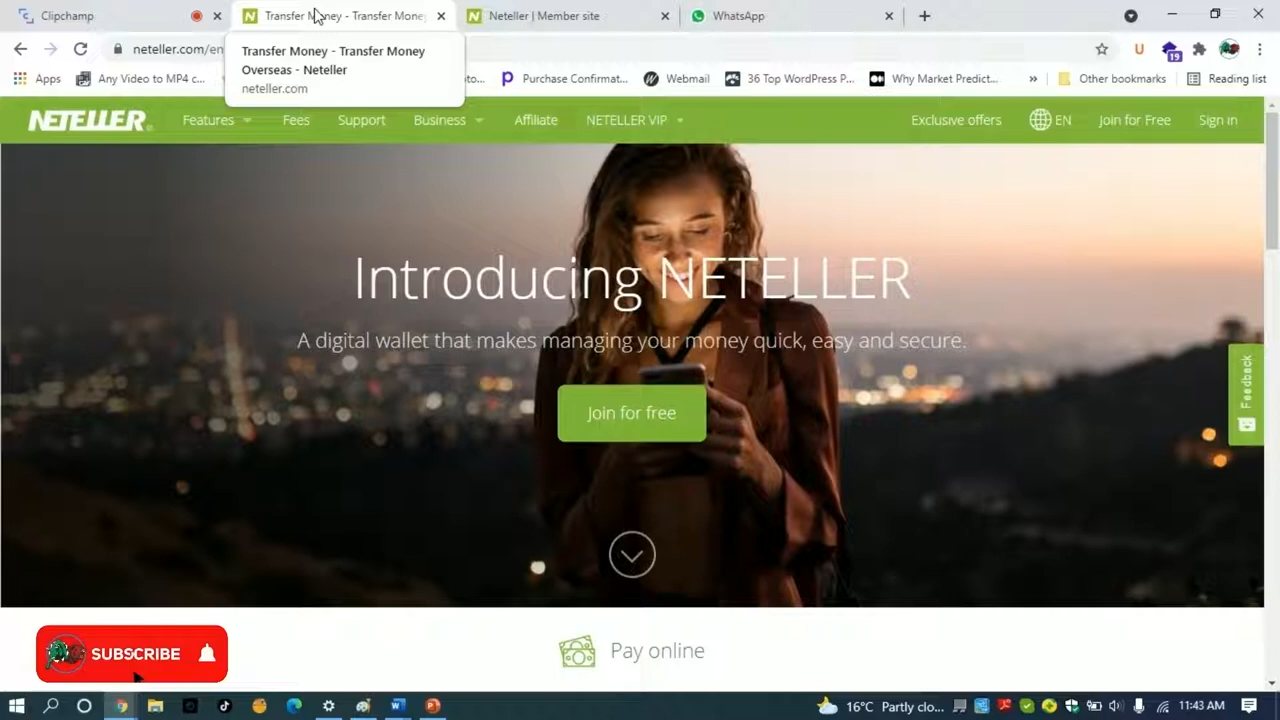 Clipchamp
Transfer Money - Transfer Money
Neteller | Member site
WhatsApp
neteller.com/en
Transfer Money - Transfer Money
Overseas - Neteller
neteller.com
U
19
Apps
Any Video to MP4 c...
to...
Purchase Confirmat...
Webmail
36 Top WordPress P...
Why Market Predict...
»
Other bookmarks
Reading list
NETELLER
Features
Fees
Support
Business
Affiliate
NETELLER VIP
Exclusive offers
EN
Join for Free
Sign in
Introducing NETELLER
A digital wallet that makes managing your money quick, easy and secure.
Join for free
Feedback
Pay online
SUBSCRIBE
16°C Partly clo...
11:43 AM